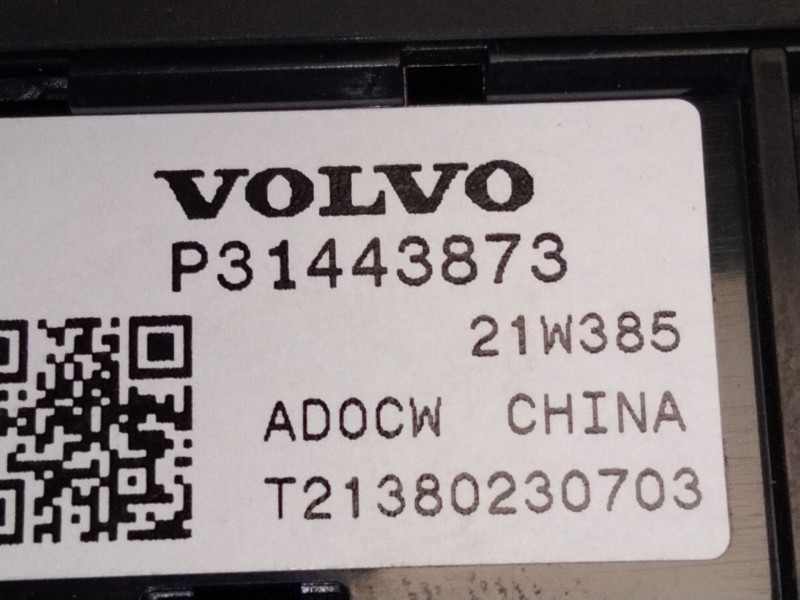 VOLVO
P31443873
21W385
ADOCW CHINA
T21380230703